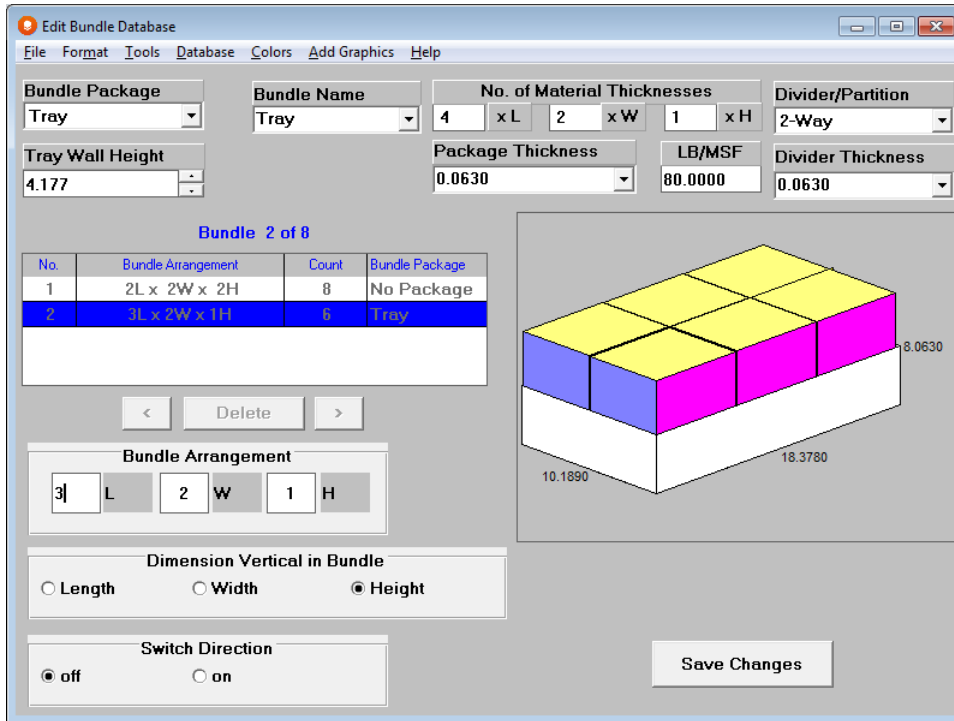 Edit Bundle Database
File Format Tools Database Colors Add Graphics Help
Bundle Package
Tray
Bundle Name
Tray
No. of Material Thicknesses
4 x L 2 x W 1 x H
Divider/Partition
2-Way
Tray Wall Height
4.177
Package Thickness
0.0630
LB/MSF
80.0000
Divider Thickness
0.0630
Bundle 2 of 8
No. Bundle Arrangement Count Bundle Package
1 2L x 2W x 2H 8 No Package
2 3L x 2W x 1H 6 Tray
8.0630
18.3780
10.1890
< Delete >
Bundle Arrangement
3 L 2 W 1 H
Dimension Vertical in Bundle
Length Width Height
Switch Direction
off on
Save Changes